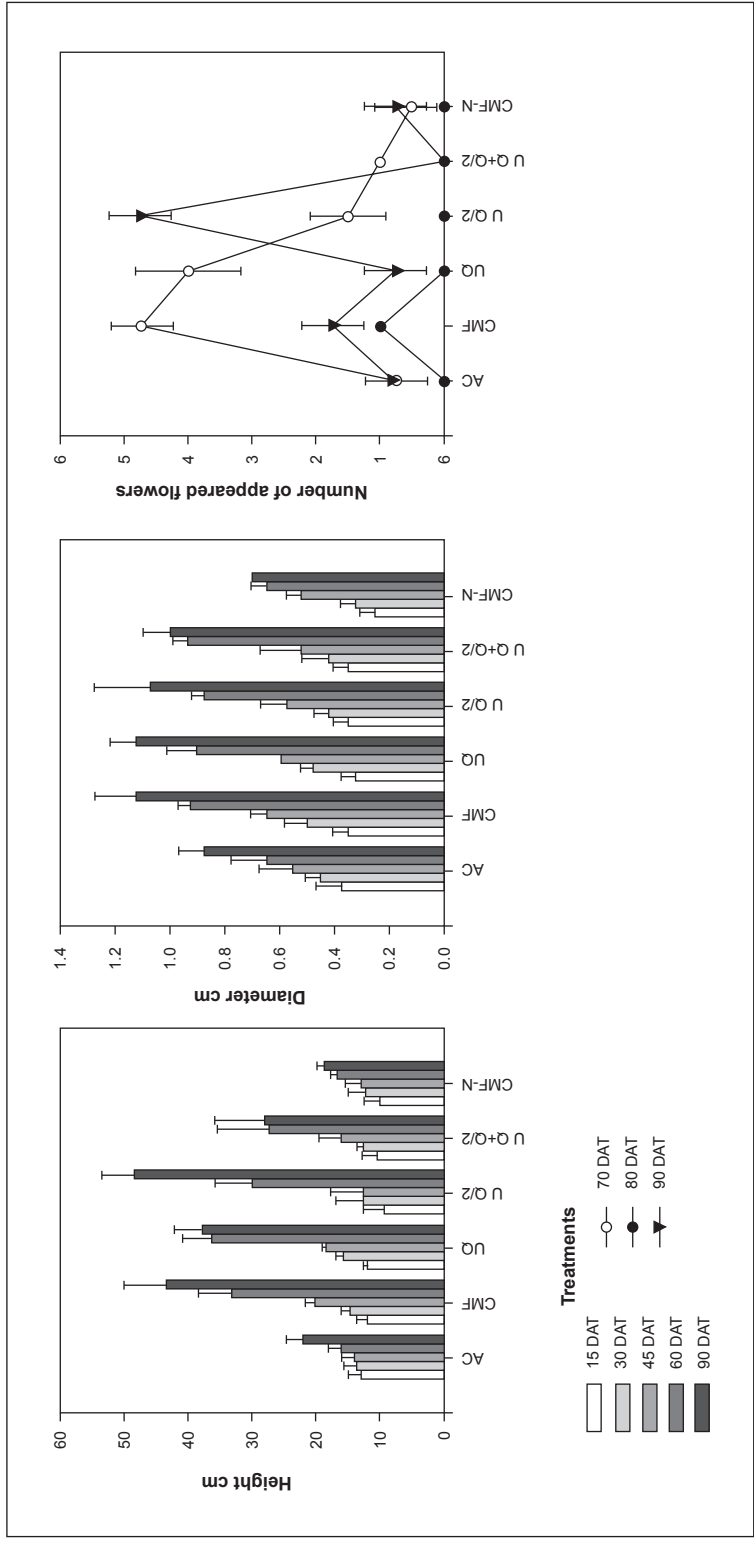 60
50
40
30
20
10
0
Height cm
AC
CMF
UQ
U Q/2
U Q+Q/2
CMF-N
1.4
1.2
1.0
0.8
0.6
0.4
0.2
0.0
Diameter cm
AC
CMF
UQ
U Q/2
U Q+Q/2
CMF-N
6
5
4
3
2
1
6
Number of appeared flowers
AC
CMF
UQ
U Q/2
U Q+Q/2
CMF-N
Treatments
15 DAT
30 DAT
45 DAT
60 DAT
90 DAT
70 DAT
80 DAT
90 DAT